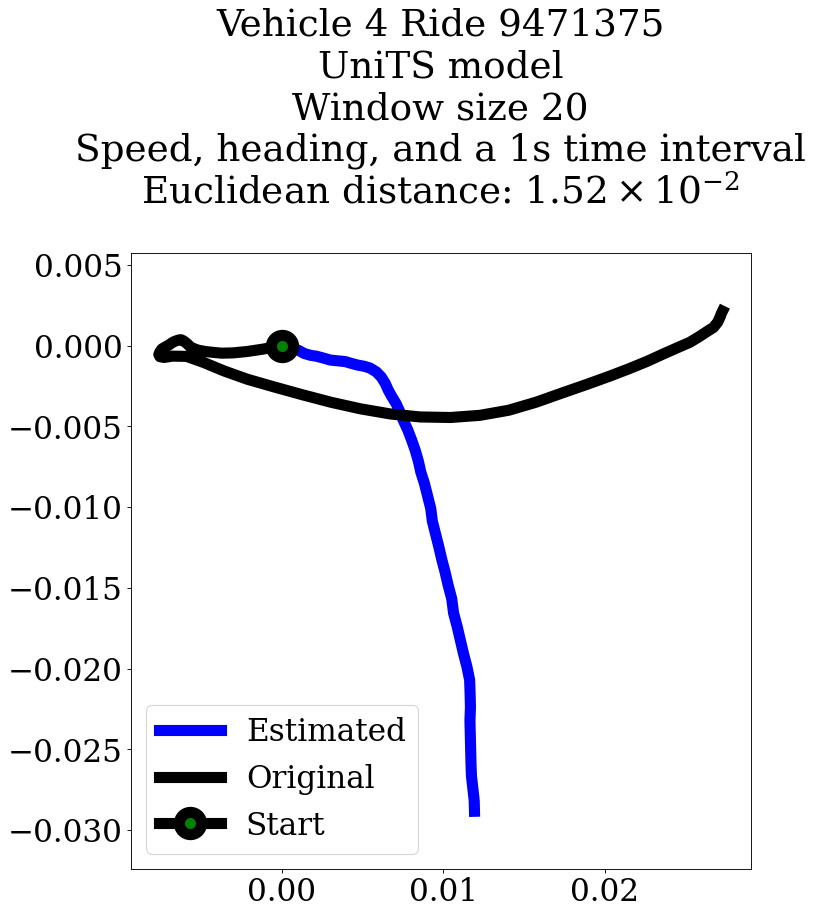 Vehicle 4 Ride 9471375
UniTS model
Window size 20
Speed, heading, and a 1s time interval
Euclidean distance: 1.52 × 10⁻²
0.005
0.000
−0.005
−0.010
−0.015
−0.020
−0.025
−0.030
Estimated
Original
Start
0.00 0.01 0.02